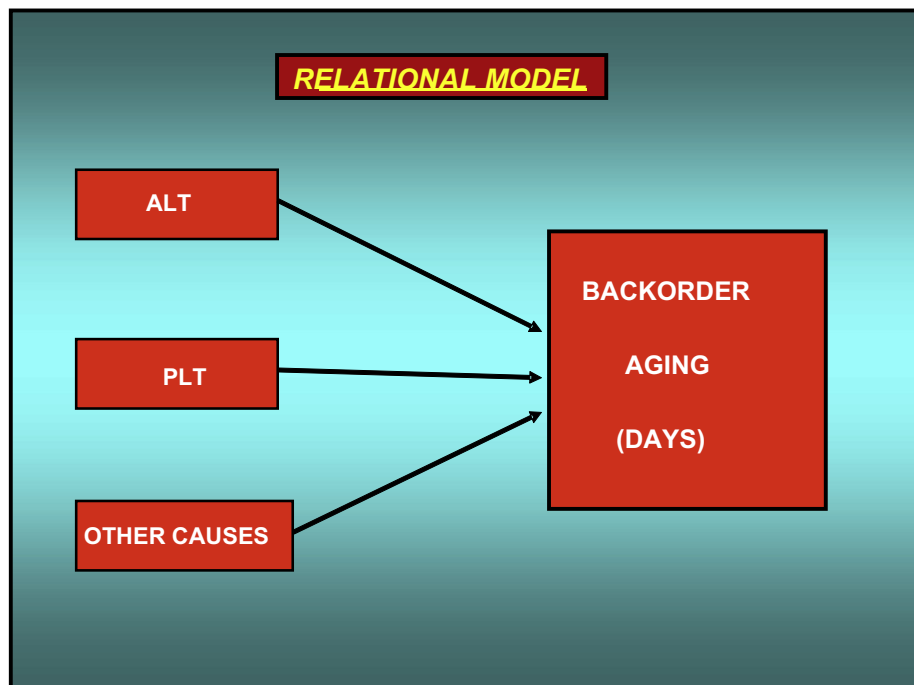 RELATIONAL MODEL
ALT
PLT
OTHER CAUSES
BACKORDER
AGING
(DAYS)